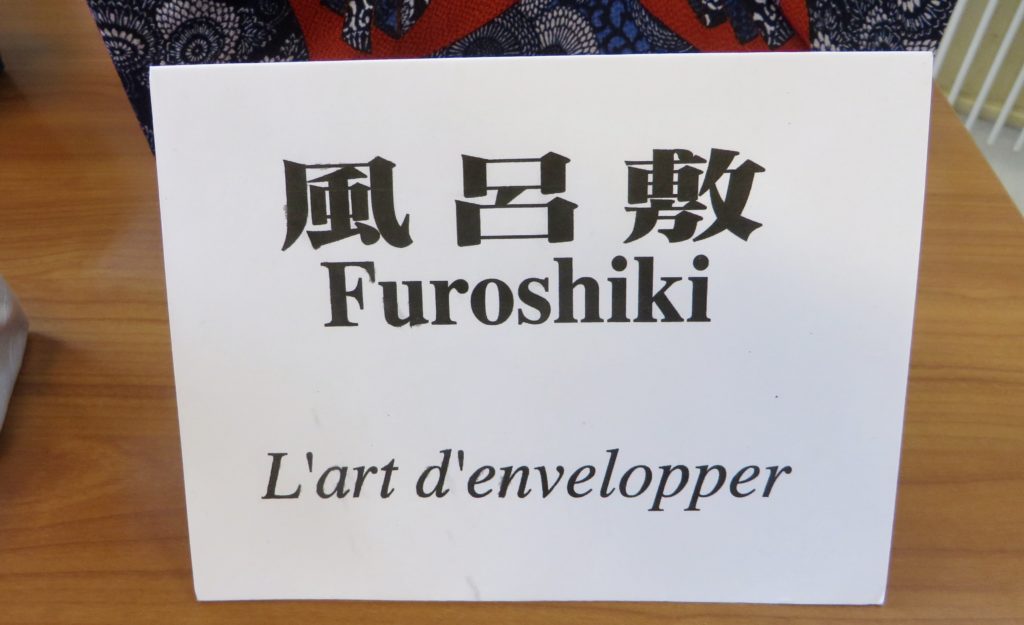 風呂敷
Furoshiki
L'art d'envelopper